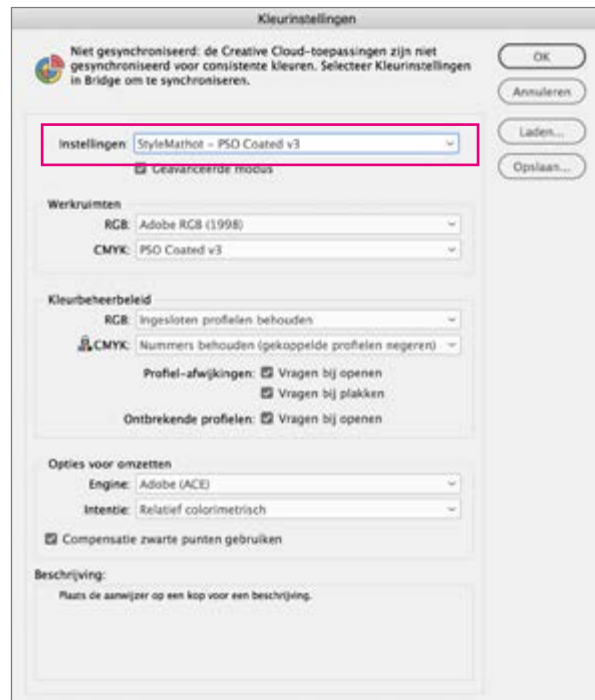 Kleurinstellingen
Niet gesynchroniseerd: de Creative Cloud-toepassingen zijn niet
gesynchroniseerd voor consistente kleuren. Selecteer Kleurinstellingen
in Bridge om te synchroniseren.
OK
Annuleren
Laden...
Opslaan...
Instellingen: StyleMathot - PSO Coated v3
Geavanceerde modus
Werkruimten
RGB: Adobe RGB (1998)
CMYK: PSO Coated v3
Kleurbeheerbeleid
RGB: Ingesloten profielen behouden
CMYK: Nummers behouden (gekoppelde profielen negeren)
Profiel-afwijkingen: Vragen bij openen
Vragen bij plakken
Ontbrekende profielen: Vragen bij openen
Opties voor omzetten
Engine: Adobe (ACE)
Intentie: Relatief colorimetrisch
Compensatie zwarte punten gebruiken
Beschrijving:
Plaats de aanwijzer op een kop voor een beschrijving.